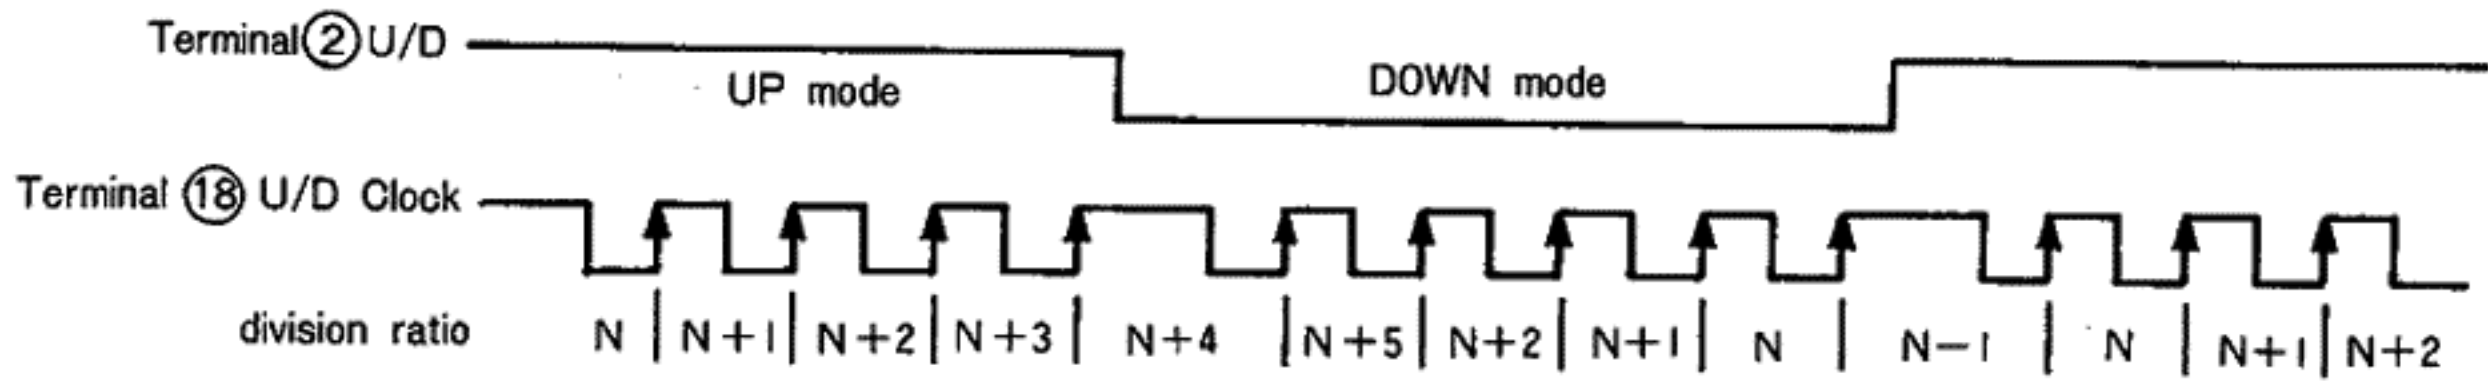 Terminal ② U/D
UP mode
DOWN mode
Terminal ⑱ U/D Clock
division ratio N N+1 N+2 N+3 N+4 N+5 N+2 N+1 N N-1 N N+1 N+2